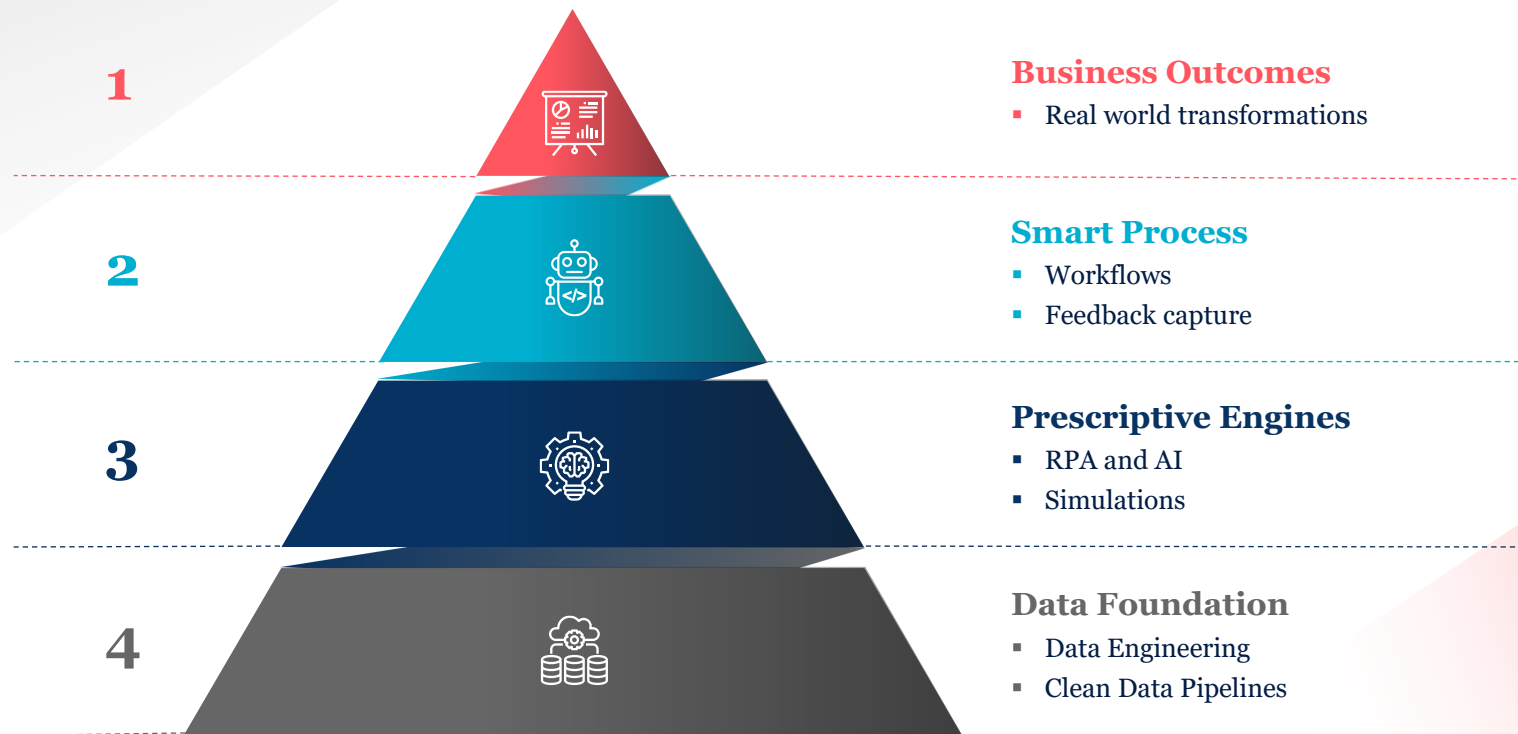 1
Business Outcomes
▪ Real world transformations
2
Smart Process
▪ Workflows
▪ Feedback capture
</>
3
Prescriptive Engines
▪ RPA and AI
▪ Simulations
4
Data Foundation
▪ Data Engineering
▪ Clean Data Pipelines